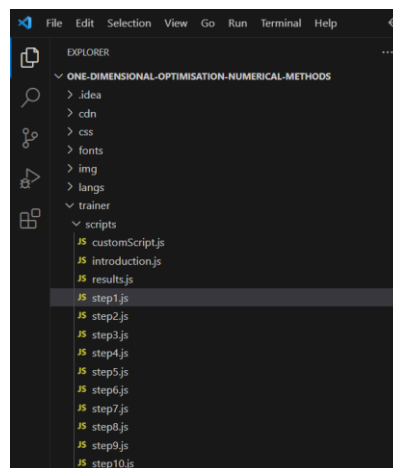 File Edit Selection View Go Run Terminal Help
EXPLORER
ONE-DIMENSIONAL-OPTIMISATION-NUMERICAL-METHODS
.idea
cdn
css
fonts
img
langs
trainer
scripts
JS customScript.js
JS introduction.js
JS results.js
JS step1.js
JS step2.js
JS step3.js
JS step4.js
JS step5.js
JS step6.js
JS step7.js
JS step8.js
JS step9.js
JS step10.js